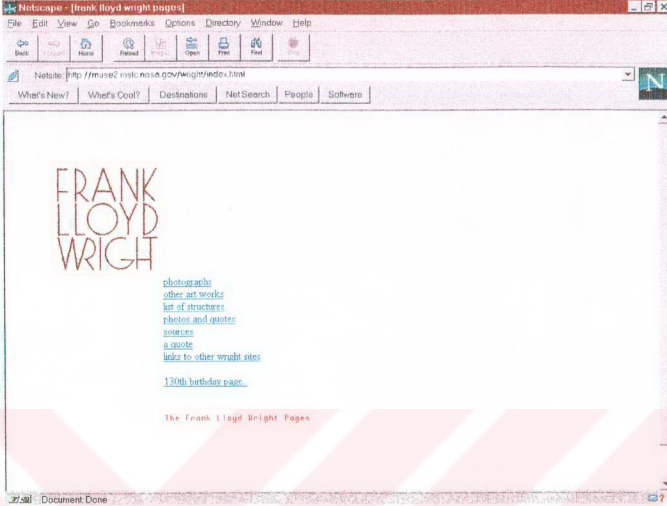 Netscape - [frank lloyd wright pages]
File Edit View Go Bookmarks Options Directory Window Help
Back Home Reload Open Print Find
Netsite: http://muse2.msfc.nasa.gov/wright/index.html
N
What's New? What's Cool? Destinations Net Search People Software
FRANK
LLOYD
WRIGHT
photographs
other art works
list of structures
photos and quotes
sources
a quote
links to other wright sites
130th birthday page.
The Frank Lloyd Wright Pages
Document: Done
?